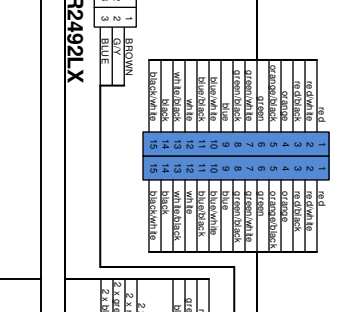 R2492LX
1 BROWN
2 G/Y
3 BLUE
red 1 1 red
red/white 2 2 red/white
red/black 3 3 red/black
orange 4 4 orange
orange/black 5 5 orange/black
green 6 6 green
green/white 7 7 green/white
green/black 8 8 green/black
blue 9 9 blue
blue/white 10 10 blue/white
blue/black 11 11 blue/black
white 12 12 white
white/black 13 13 white/black
black 14 14 black
black/white 15 15 black/white